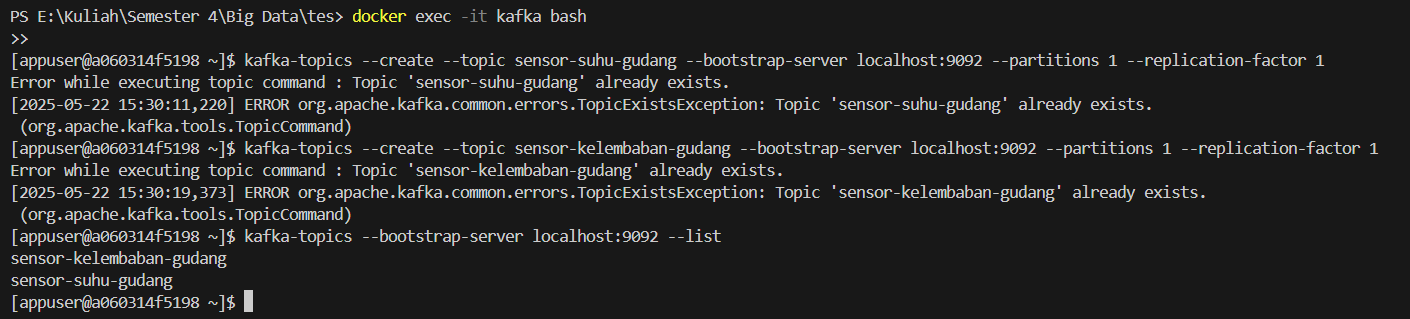 PS E:\Kuliah\Semester 4\Big Data\tes> docker exec -it kafka bash
>>
[appuser@a060314f5198 ~]$ kafka-topics --create --topic sensor-suhu-gudang --bootstrap-server localhost:9092 --partitions 1 --replication-factor 1
Error while executing topic command : Topic 'sensor-suhu-gudang' already exists.
[2025-05-22 15:30:11,220] ERROR org.apache.kafka.common.errors.TopicExistsException: Topic 'sensor-suhu-gudang' already exists.
 (org.apache.kafka.tools.TopicCommand)
[appuser@a060314f5198 ~]$ kafka-topics --create --topic sensor-kelembaban-gudang --bootstrap-server localhost:9092 --partitions 1 --replication-factor 1
Error while executing topic command : Topic 'sensor-kelembaban-gudang' already exists.
[2025-05-22 15:30:19,373] ERROR org.apache.kafka.common.errors.TopicExistsException: Topic 'sensor-kelembaban-gudang' already exists.
 (org.apache.kafka.tools.TopicCommand)
[appuser@a060314f5198 ~]$ kafka-topics --bootstrap-server localhost:9092 --list
sensor-kelembaban-gudang
sensor-suhu-gudang
[appuser@a060314f5198 ~]$